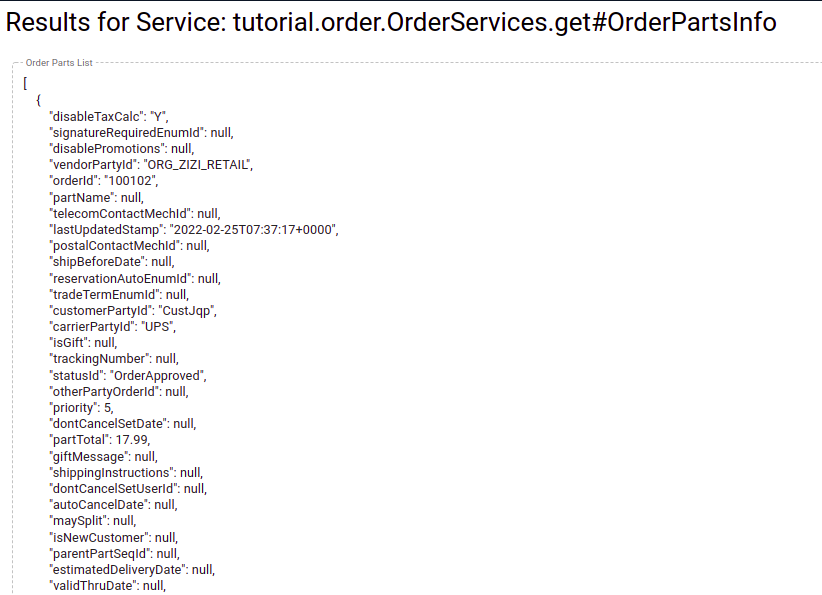 Results for Service: tutorial.order.OrderServices.get#OrderPartsInfo
Order Parts List
[
{
"disableTaxCalc": "Y",
"signatureRequiredEnumId": null,
"disablePromotions": null,
"vendorPartyId": "ORG_ZIZI_RETAIL",
"orderId": "100102",
"partName": null,
"telecomContactMechId": null,
"lastUpdatedStamp": "2022-02-25T07:37:17+0000",
"postalContactMechId": null,
"shipBeforeDate": null,
"reservationAutoEnumId": null,
"tradeTermEnumId": null,
"customerPartyId": "CustJqp",
"carrierPartyId": "UPS",
"isGift": null,
"trackingNumber": null,
"statusId": "OrderApproved",
"otherPartyOrderId": null,
"priority": 5,
"dontCancelSetDate": null,
"partTotal": 17.99,
"giftMessage": null,
"shippingInstructions": null,
"dontCancelSetUserId": null,
"autoCancelDate": null,
"maySplit": null,
"isNewCustomer": null,
"parentPartSeqId": null,
"estimatedDeliveryDate": null,
"validThruDate": null,